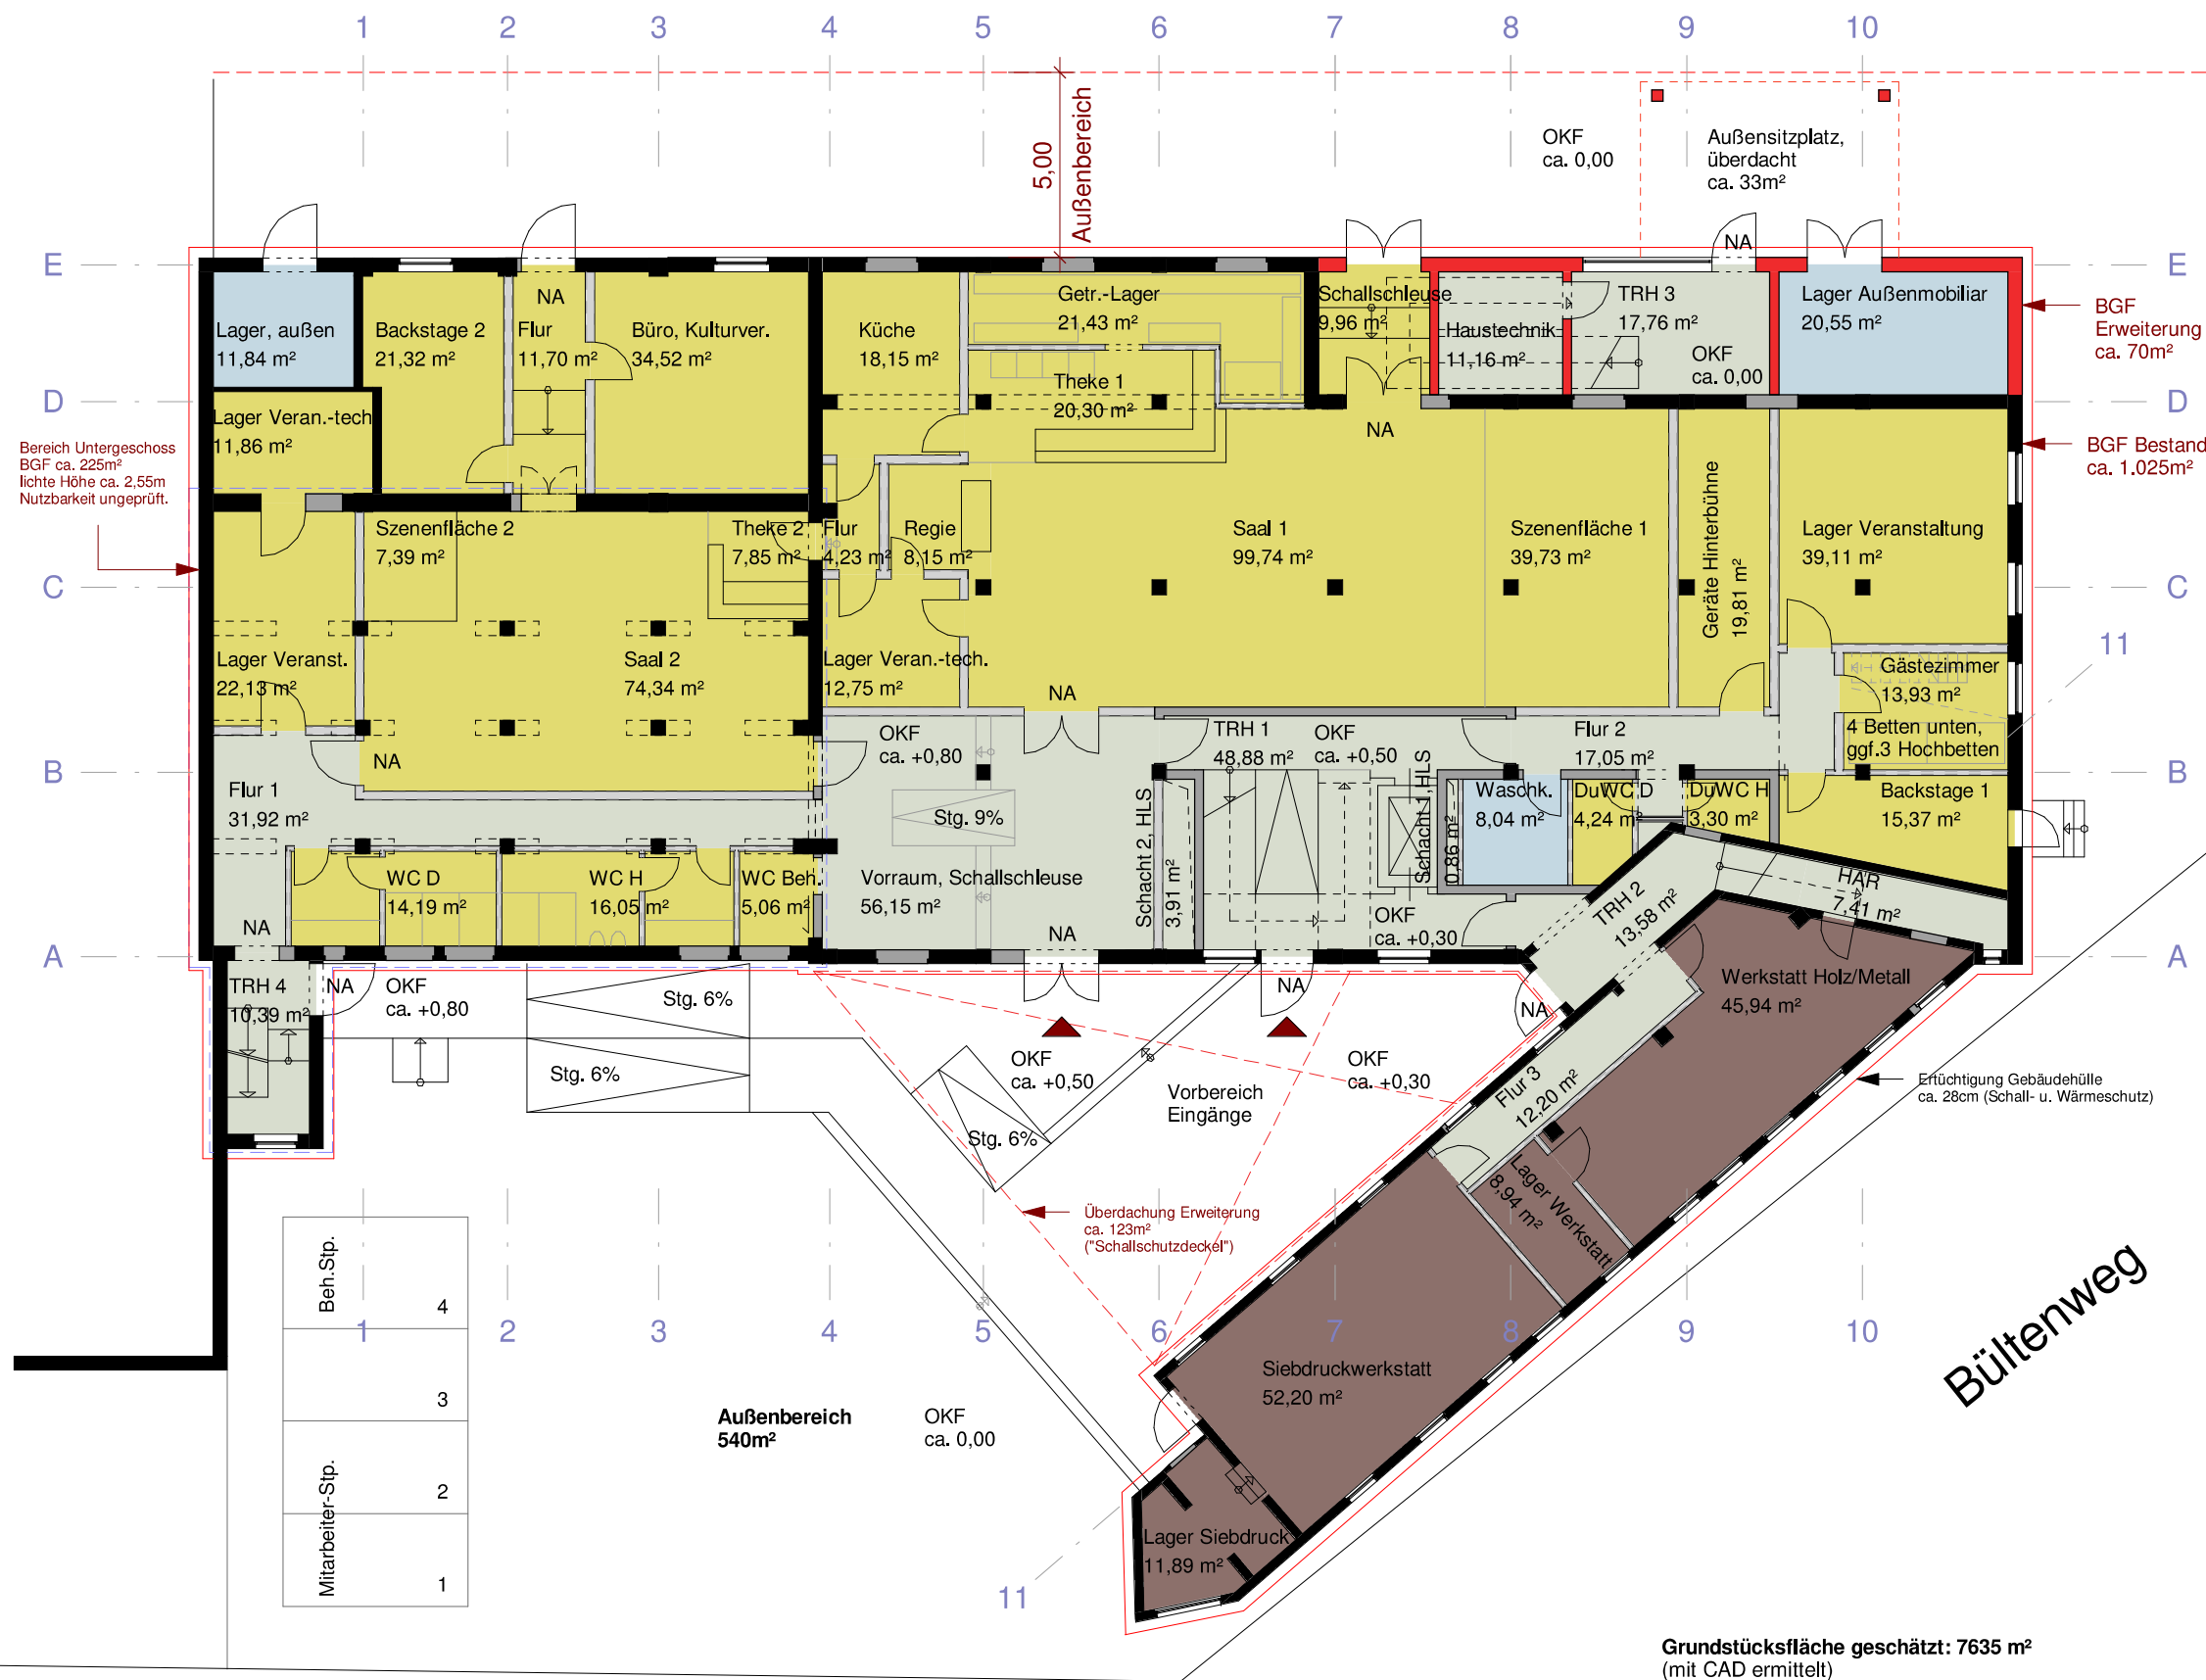 1 2 3 4 5 6 7 8 9 10
5,00
Außenbereich
OKF
ca. 0,00
Außensitzplatz,
überdacht
ca. 33m²
E
E
NA
BGF
Erweiterung
ca. 70m²
Lager, außen
11,84 m²
Backstage 2
21,32 m²
NA
Flur
11,70 m²
Büro, Kulturver.
34,52 m²
Küche
18,15 m²
Getr.-Lager
21,43 m²
Theke 1
20,30 m²
Schallschleuse
9,96 m²
Haustechnik
11,16 m²
TRH 3
17,76 m²
OKF
ca. 0,00
Lager Außenmobiliar
20,55 m²
D
D
Lager Veran.-tech
11,86 m²
NA
BGF Bestand
ca. 1.025m²
Bereich Untergeschoss
BGF ca. 225m²
lichte Höhe ca. 2,55m
Nutzbarkeit ungeprüft.
Szenenfläche 2
7,39 m²
Theke 2
7,85 m²
Flur
4,23 m²
Regie
8,15 m²
Saal 1
99,74 m²
Szenenfläche 1
39,73 m²
Geräte Hinterbühne
19,81 m²
Lager Veranstaltung
39,11 m²
C
C
11
Lager Veranst.
22,13 m²
Saal 2
74,34 m²
Lager Veran.-tech.
12,75 m²
NA
Gästezimmer
13,93 m²
4 Betten unten,
ggf.3 Hochbetten
NA
OKF
ca. +0,80
TRH 1
48,88 m²
OKF
ca. +0,50
Flur 2
17,05 m²
B
B
Flur 1
31,92 m²
Stg. 9%
Schacht 2, HLS
3,91 m²
Schacht 1,HLS
0,86 m²
Waschk.
8,04 m²
DuWC D
4,24 m²
DuWC H
3,30 m²
Backstage 1
15,37 m²
WC D
14,19 m²
WC H
16,05 m²
WC Beh.
5,06 m²
Vorraum, Schallschleuse
56,15 m²
OKF
ca. +0,30
TRH 2
13,58 m²
HAR
7,41 m²
NA
NA
A
A
TRH 4
10,39 m²
NA
OKF
ca. +0,80
Stg. 6%
Stg. 6%
NA
NA
Werkstatt Holz/Metall
45,94 m²
OKF
ca. +0,50
OKF
ca. +0,30
Vorbereich
Eingänge
Stg. 6%
Flur 3
12,20 m²
Ertüchtigung Gebäudehülle
ca. 28cm (Schall- u. Wärmeschutz)
Lager Werkstatt
8,94 m²
Überdachung Erweiterung
ca. 123m²
("Schallschutzdeckel")
Beh.Stp.
4
3
Mitarbeiter-Stp.
2
1
1 2 3 4 5 6 7 8 9 10
Bültenweg
Siebdruckwerkstatt
52,20 m²
Außenbereich
540m²
OKF
ca. 0,00
Lager Siebdruck
11,89 m²
11
Grundstücksfläche geschätzt: 7635 m²
(mit CAD ermittelt)